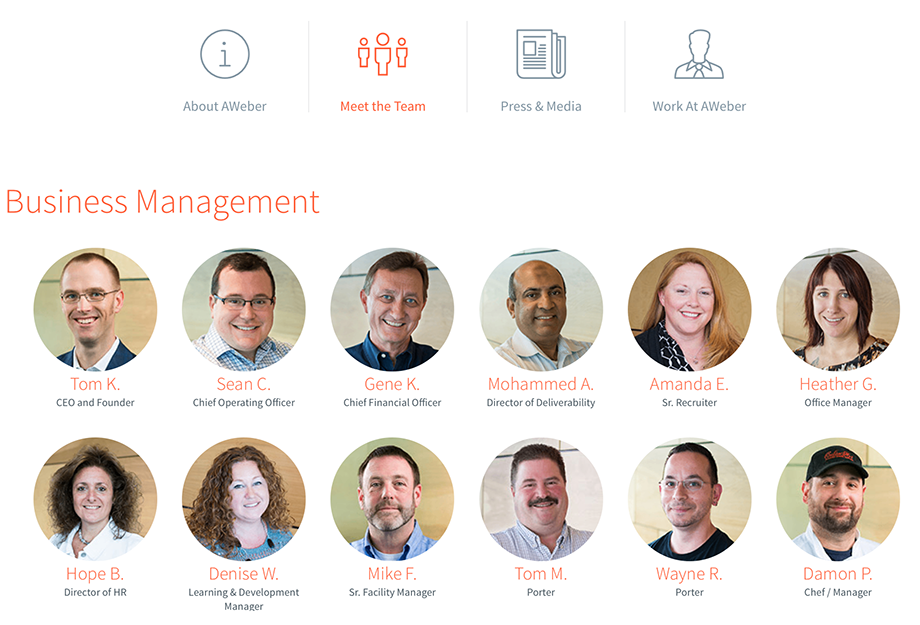 About AWeber
Meet the Team
Press & Media
Work At AWeber
Business Management
Tom K.
CEO and Founder
Sean C.
Chief Operating Officer
Gene K.
Chief Financial Officer
Mohammed A.
Director of Deliverability
Amanda E.
Sr. Recruiter
Heather G.
Office Manager
Hope B.
Director of HR
Denise W.
Learning & Development
Manager
Mike F.
Sr. Facility Manager
Tom M.
Porter
Wayne R.
Porter
Damon P.
Chef / Manager